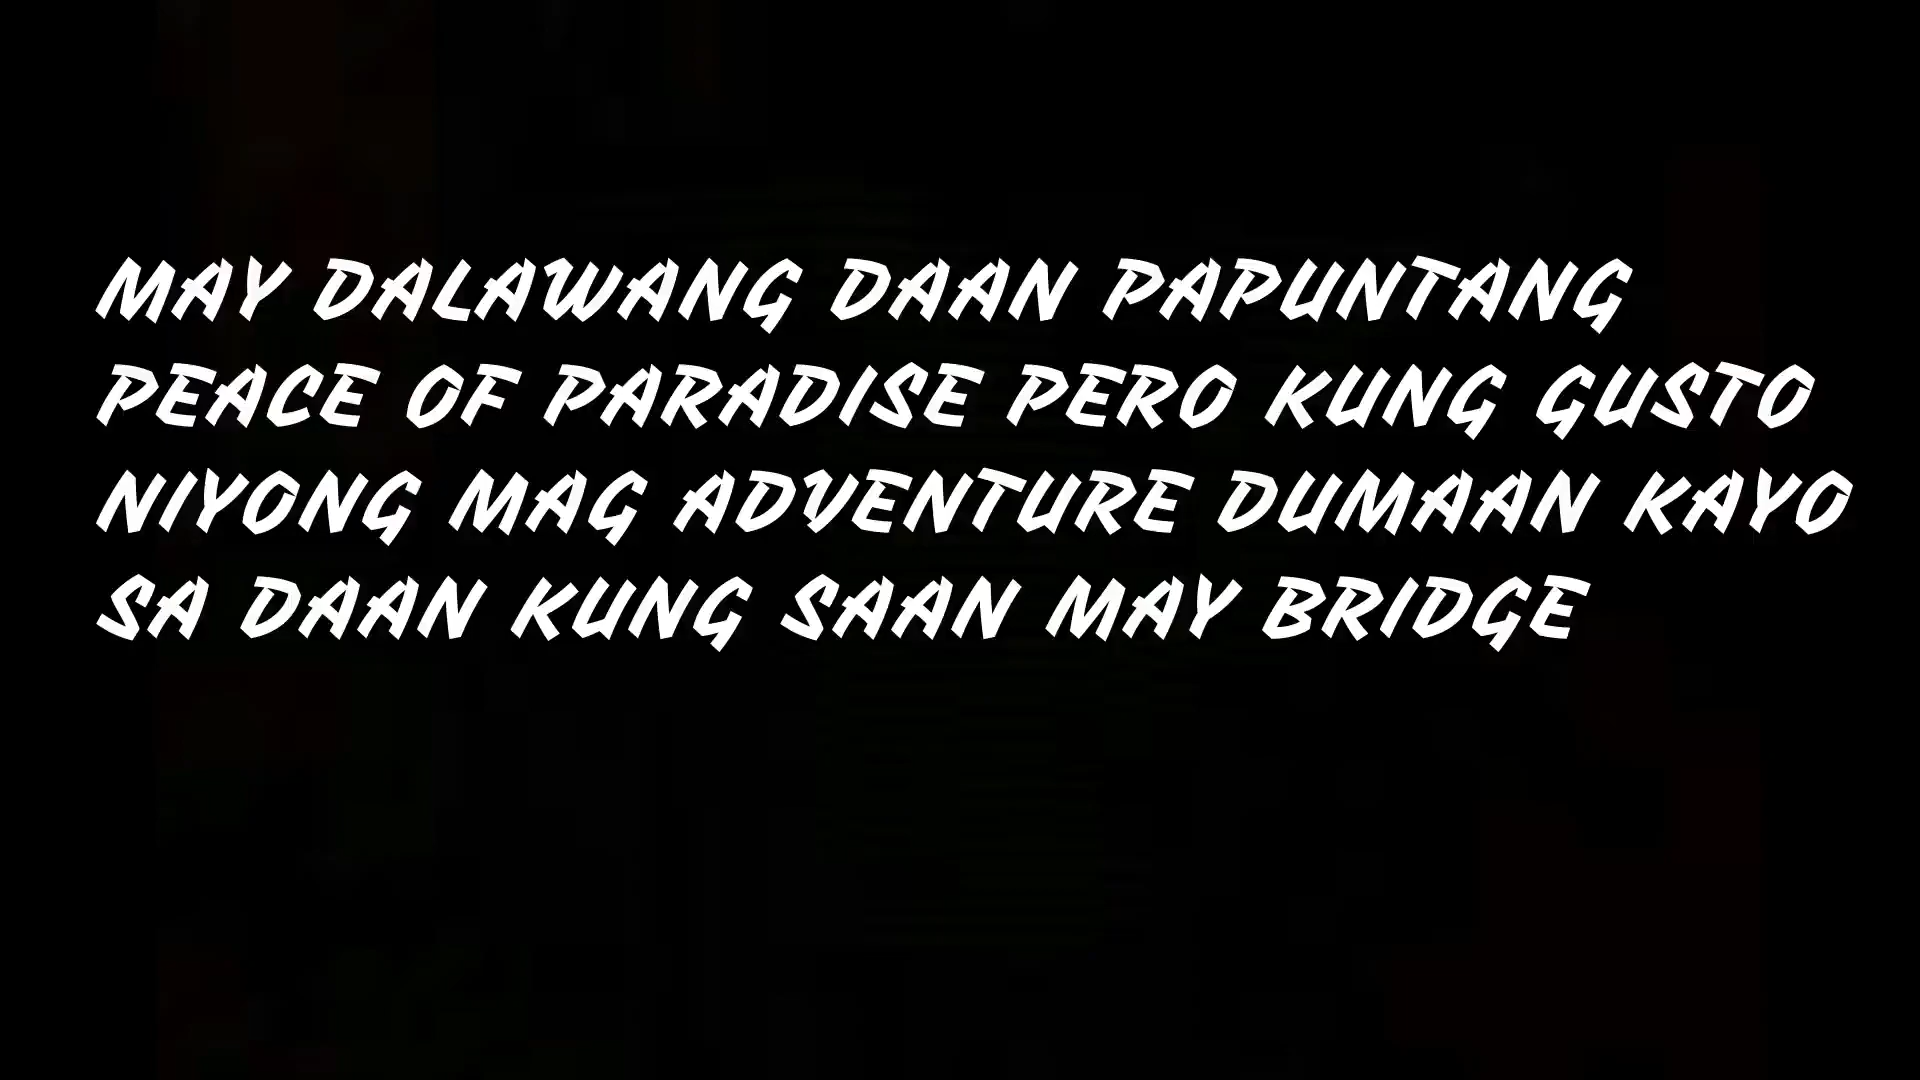 MAY DALAWANG DAAN PAPUNTANG
PEACE OF PARADISE PERO KUNG GUSTO
NIYONG MAG ADVENTURE DUMAAN KAYO
SA DAAN KUNG SAAN MAY BRIDGE